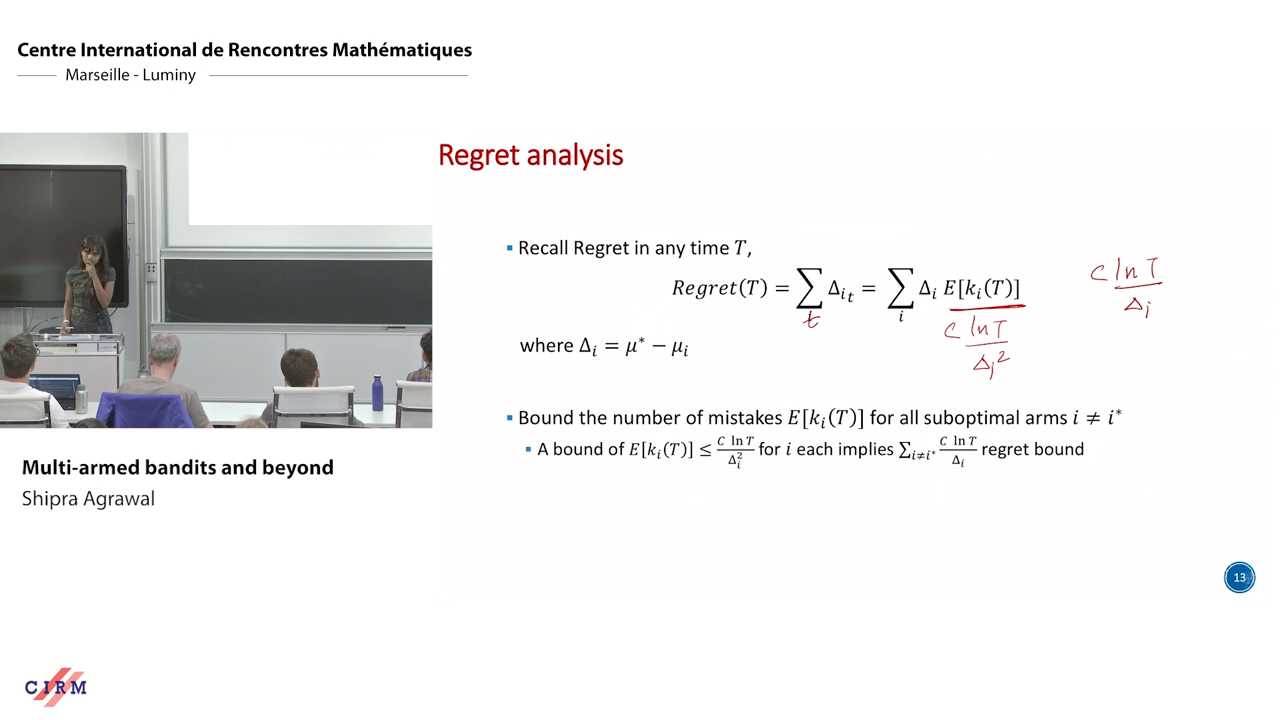 Centre International de Rencontres Mathématiques
Marseille - Luminy
Regret analysis
▪ Recall Regret in any time 𝑇,
𝑅𝑒𝑔𝑟𝑒𝑡(𝑇) = ∑_t Δ_{i_t} = ∑_i Δ_i E[k_i(T)]
C ln T / Δ_i
C ln T / Δ_i^2
where Δ_i = μ* − μ_i
▪ Bound the number of mistakes E[k_i(T)] for all suboptimal arms i ≠ i*
▪ A bound of E[k_i(T)] ≤ C ln T / Δ_i^2 for i each implies ∑_{i≠i*} C ln T / Δ_i regret bound
Multi-armed bandits and beyond
Shipra Agrawal
13
CIRM